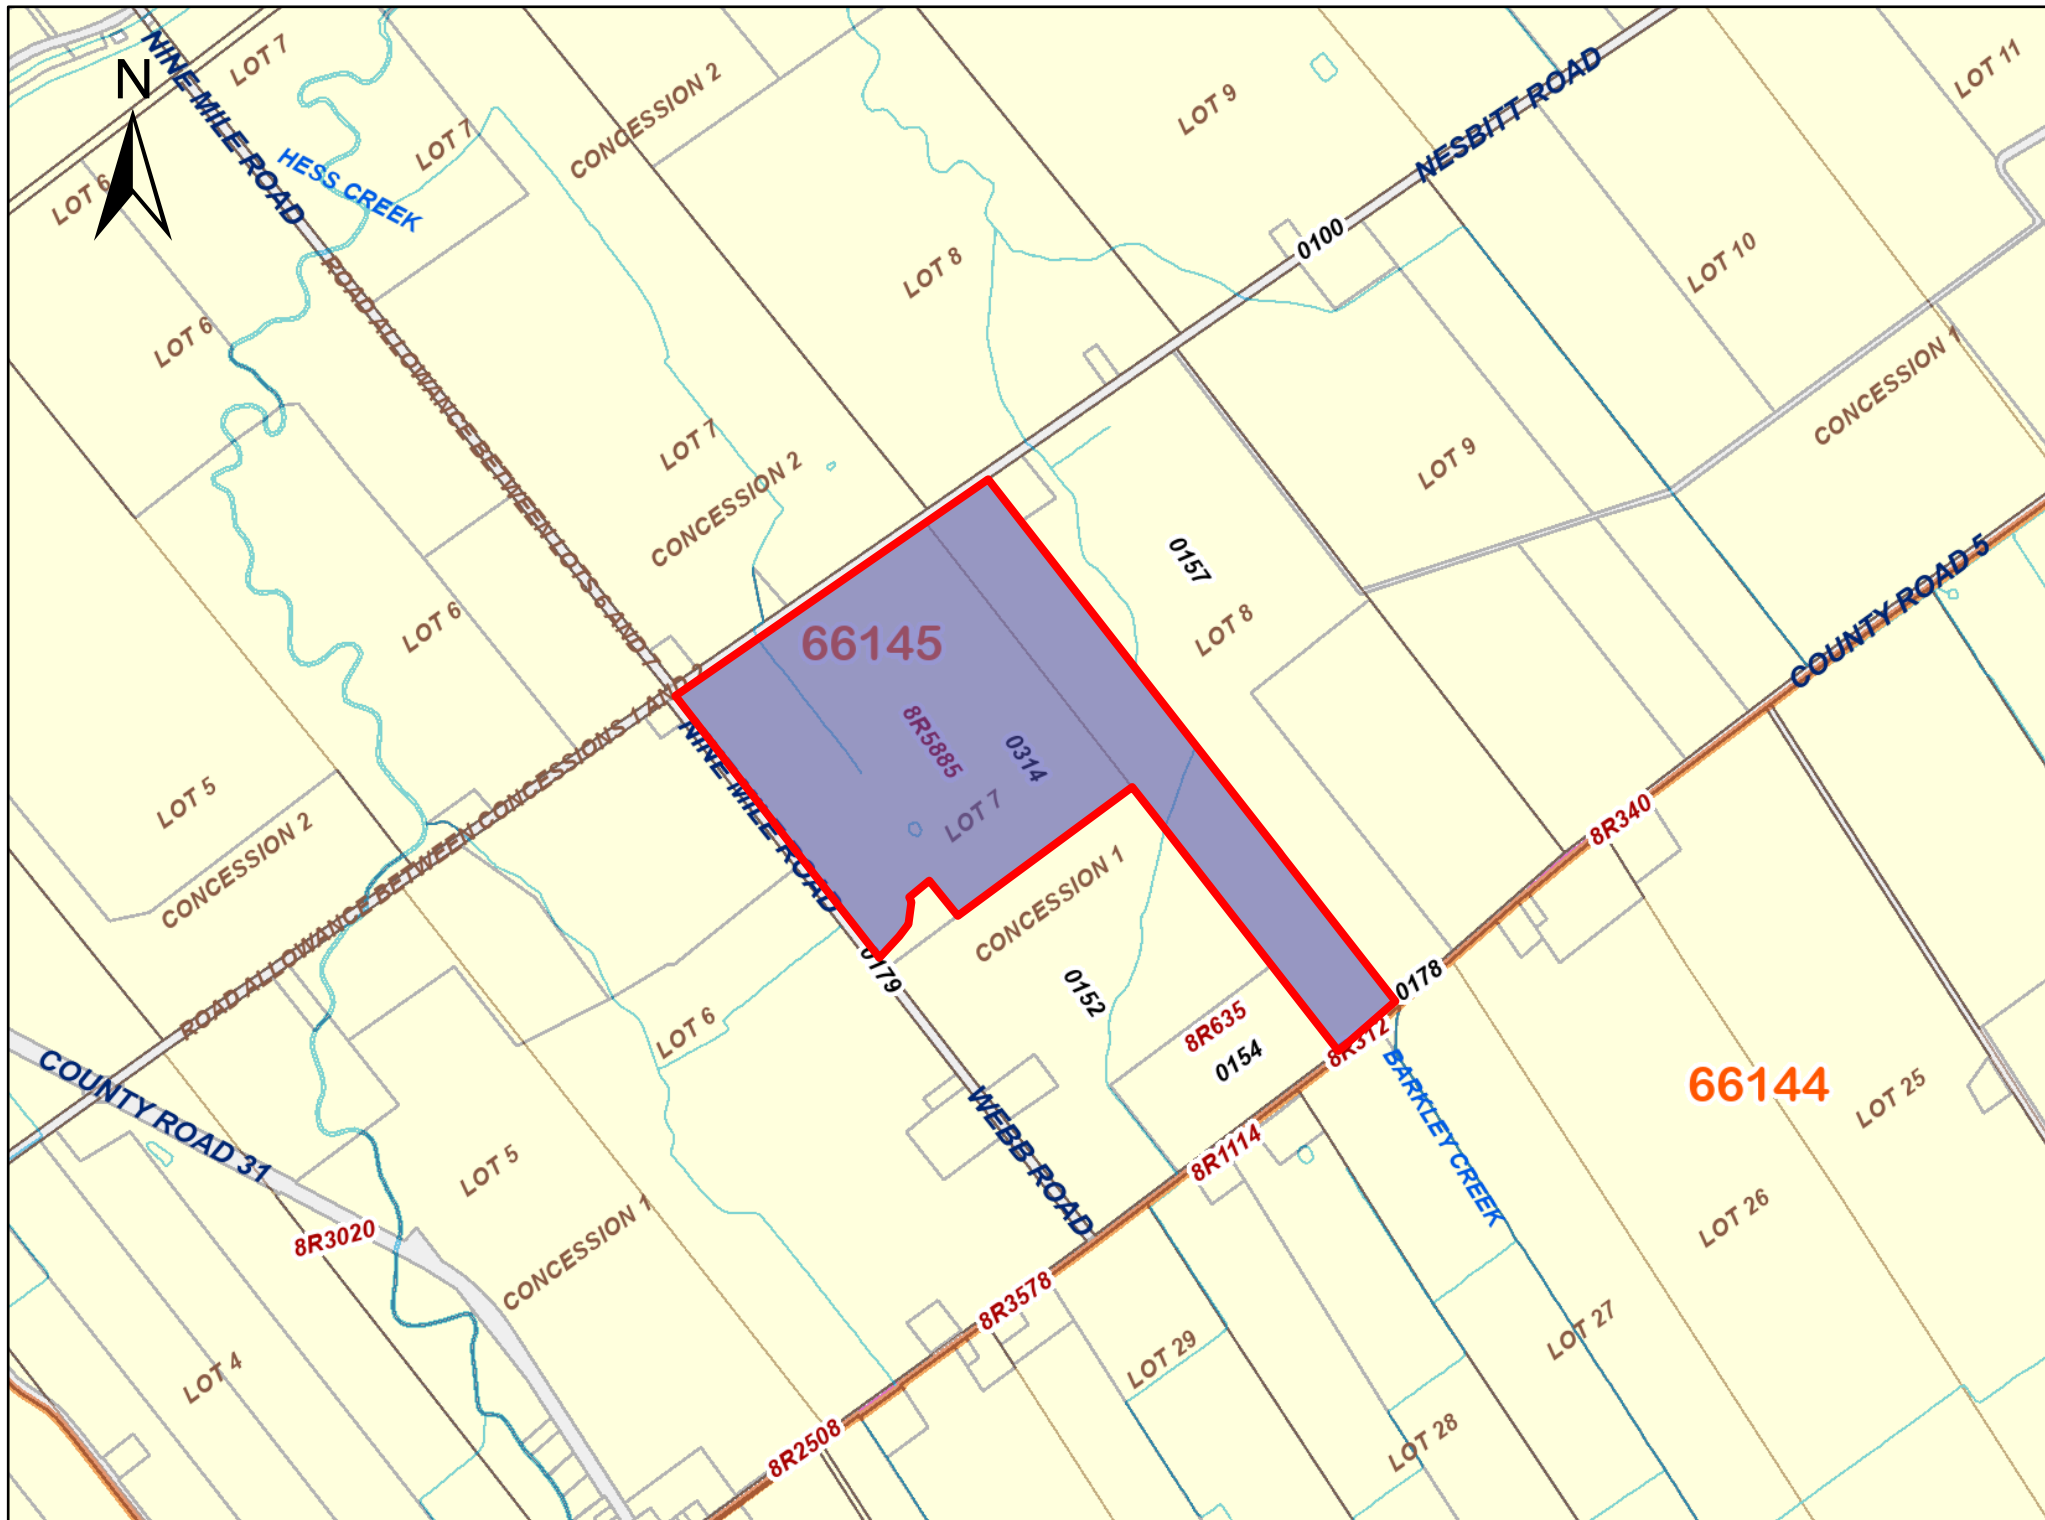 NINE MILE ROAD
LOT 7
N
LOT 6
HESS CREEK
LOT 7
CONCESSION 2
LOT 9
NESBITT ROAD
LOT 11
LOT 8
0100
LOT 10
LOT 6
ROAD ALLOWANCE BETWEEN LOTS 6 AND 7
CONCESSION 1
LOT 7
CONCESSION 2
LOT 9
0157
LOT 8
COUNTY ROAD 5
LOT 6
66145
8R5885
0314
LOT 7
NINE MILE ROAD
ROAD ALLOWANCE BETWEEN CONCESSIONS 1 AND 2
LOT 5
CONCESSION 2
8R340
CONCESSION 1
0179
0152
0178
8R635
0154
8R312
LOT 6
COUNTY ROAD 31
66144
LOT 25
BARKLEY CREEK
WEBB ROAD
8R1114
LOT 5
CONCESSION 1
8R3020
LOT 26
8R3578
LOT 27
LOT 29
LOT 4
LOT 28
8R2508